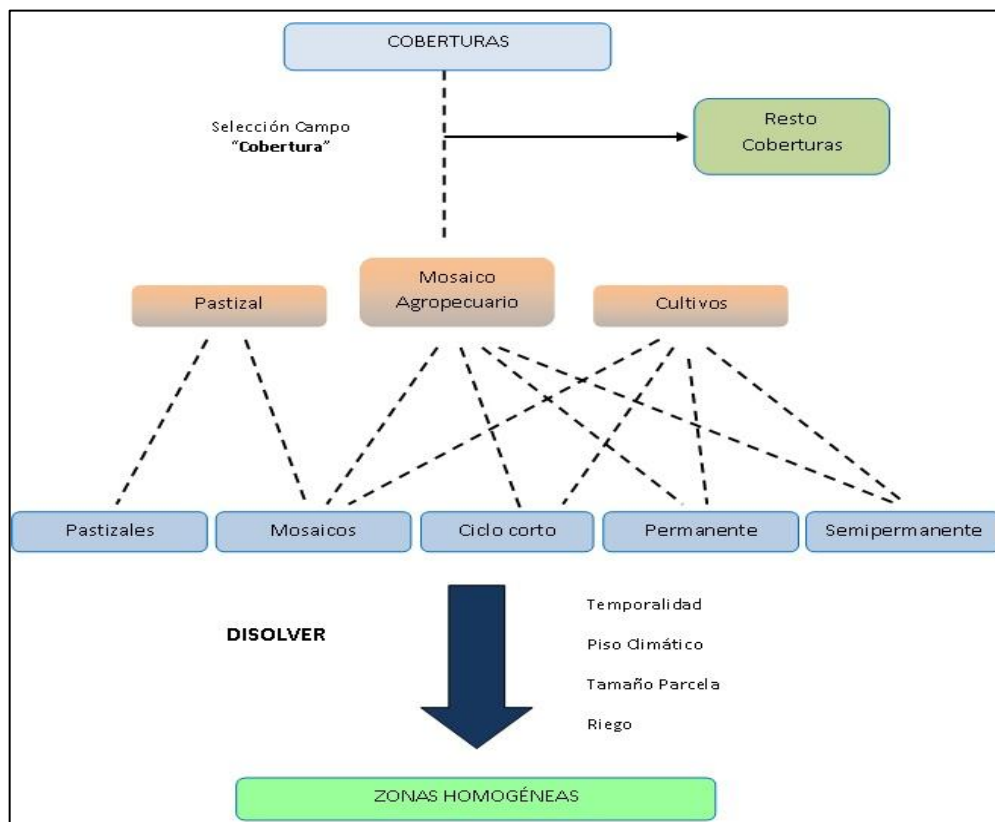 COBERTURAS
Selección Campo
“Cobertura”
Resto
Coberturas
Mosaico
Agropecuario
Pastizal
Cultivos
Pastizales
Mosaicos
Ciclo corto
Permanente
Semipermanente
DISOLVER
Temporalidad
Piso Climático
Tamaño Parcela
Riego
ZONAS HOMOGÉNEAS